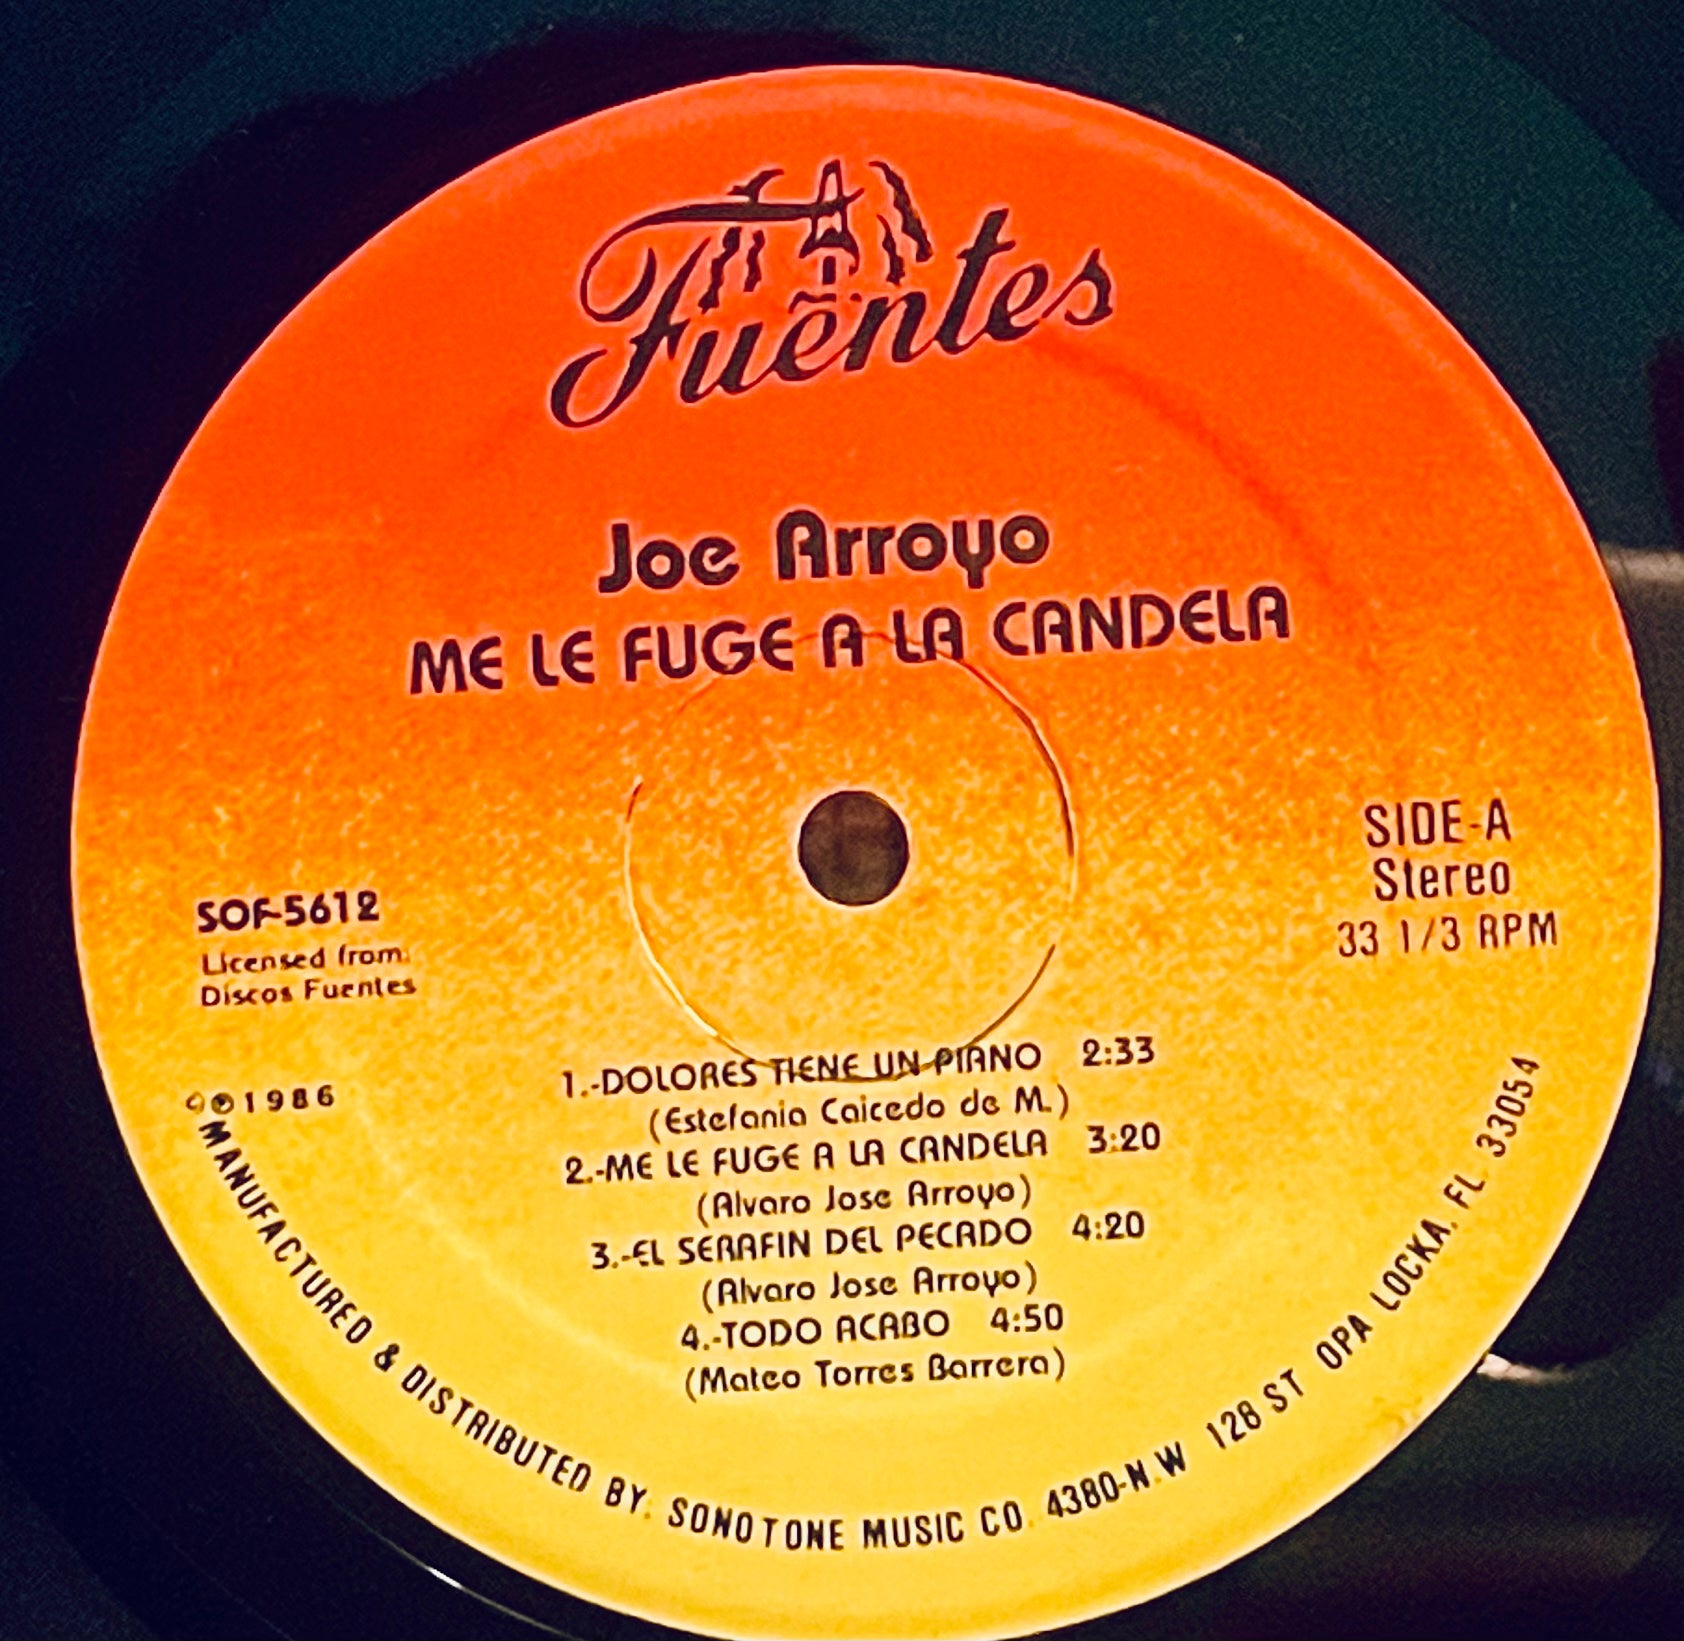 Fuentes
Joe Arroyo
ME LE FUGE A LA CANDELA
SIDE-A
Stereo
33 1/3 RPM
SOF-5612
Licensed from:
Discos Fuentes
©℗1986
1.-DOLORES TIENE UN PIANO 2:33
(Estefania Caicedo de M.)
2.-ME LE FUGE A LA CANDELA 3:20
(Alvaro Jose Arroyo)
3.-EL SERAFIN DEL PECADO 4:20
(Alvaro Jose Arroyo)
4.-TODO ACABO 4:50
(Mateo Torres Barrera)
MANUFACTURED & DISTRIBUTED BY. SONOTONE MUSIC CO. 4380-N.W 128 ST OPA LOCKA, FL 33054